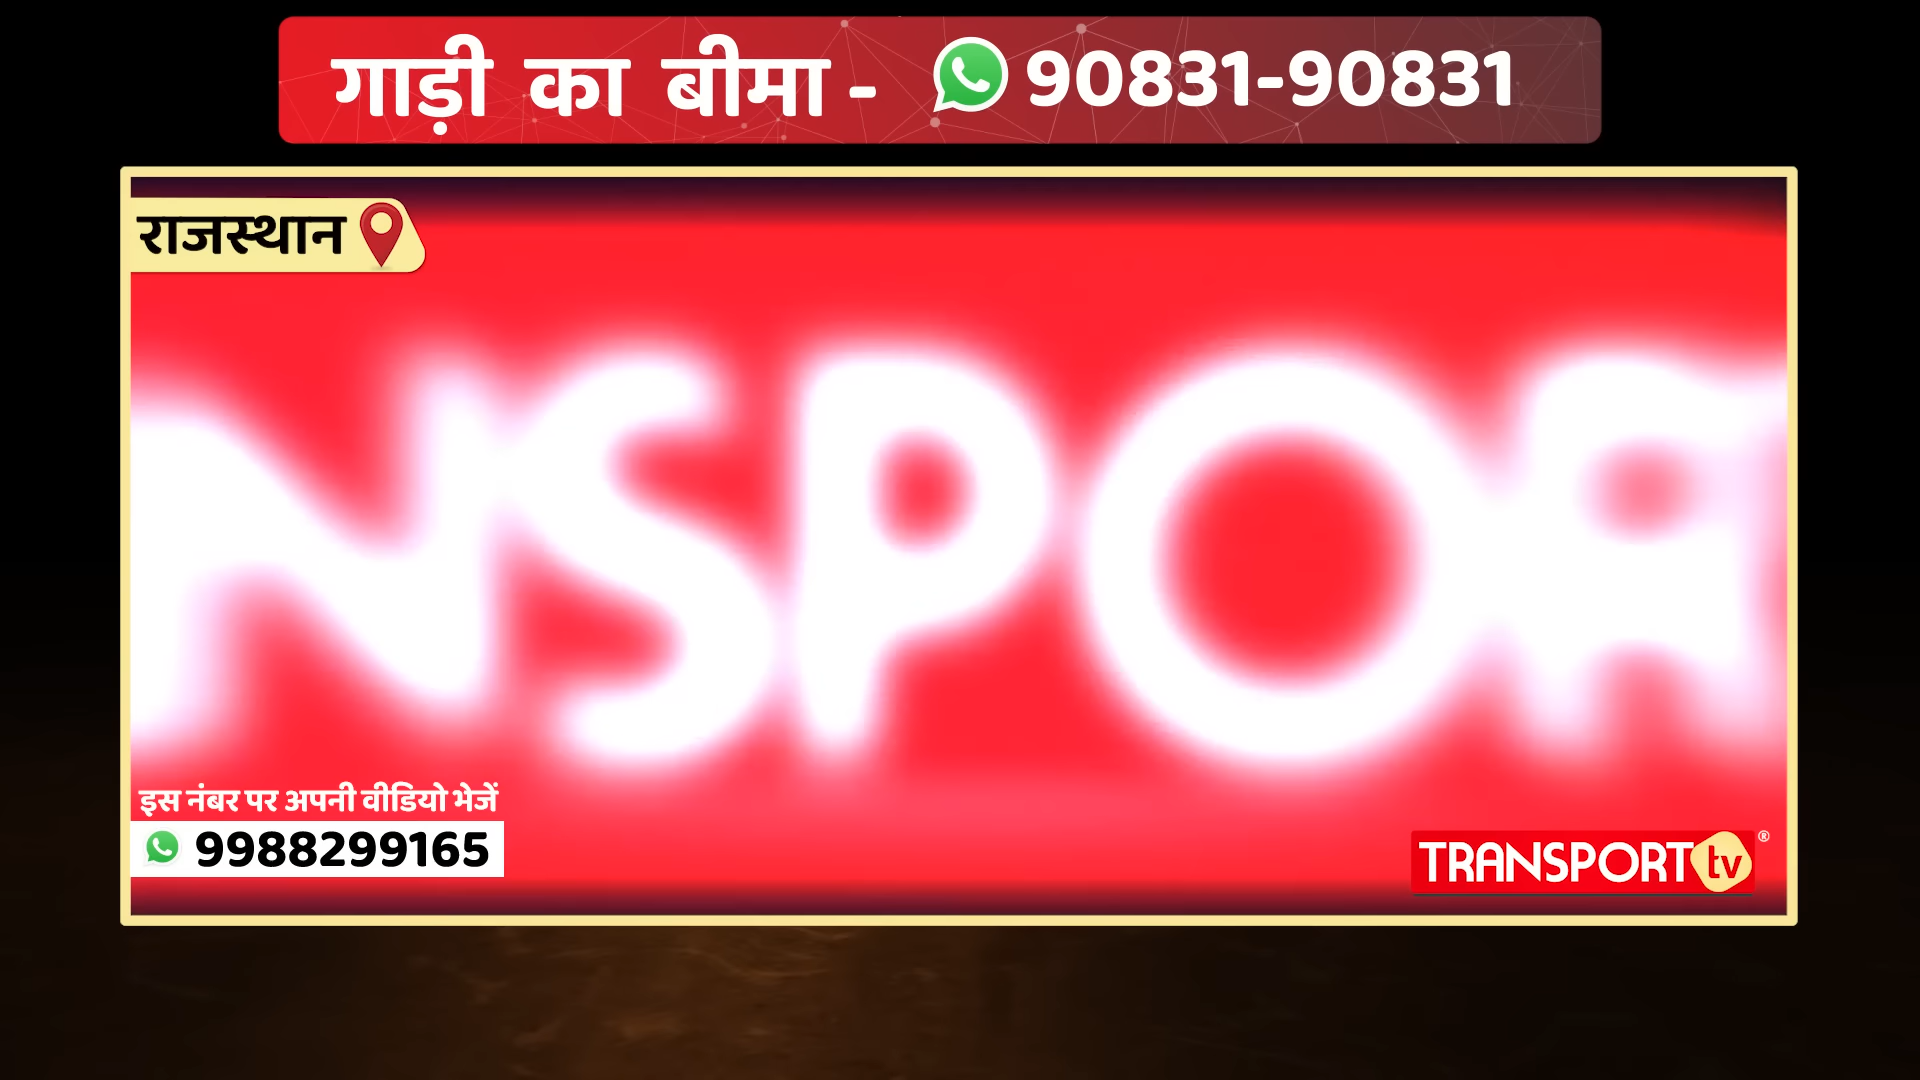 गाड़ी का बीमा - 90831-90831
राजस्थान
NSPOR
इस नंबर पर अपनी वीडियो भेजें
9988299165
TRANSPORT tv ®